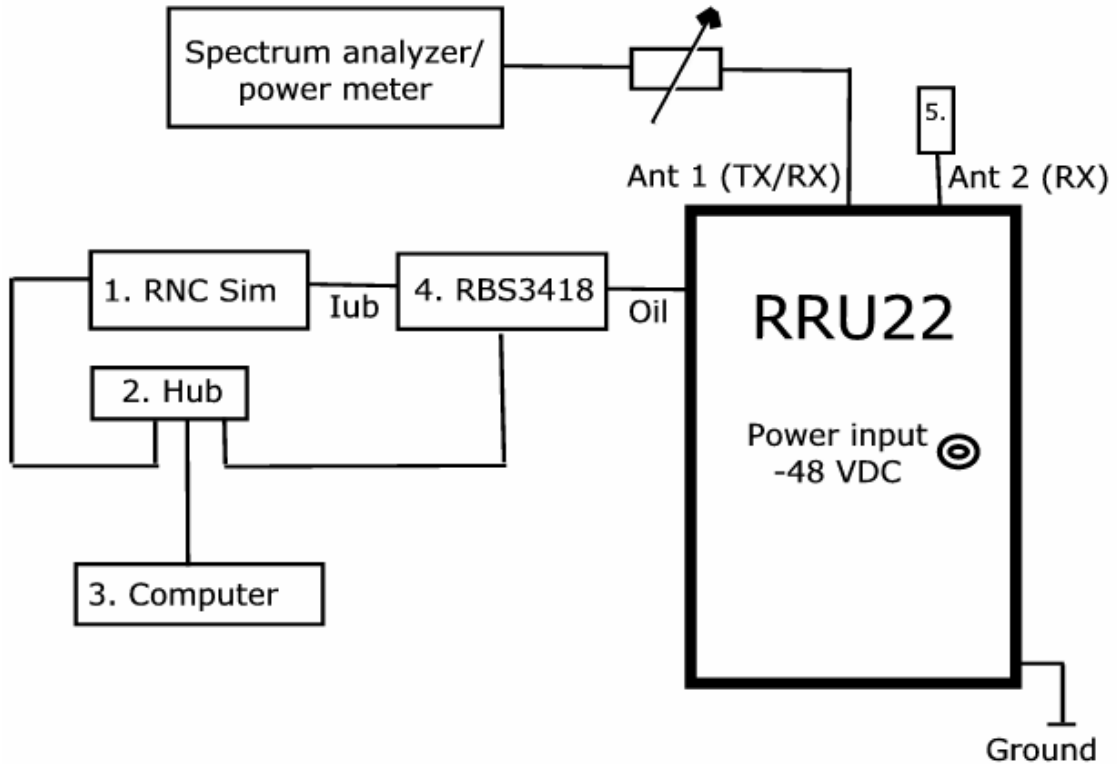 Spectrum analyzer/
power meter
5.
Ant 1 (TX/RX)
Ant 2 (RX)
1. RNC Sim
Iub
4. RBS3418
Oil
RRU22
2. Hub
Power input
-48 VDC
3. Computer
Ground